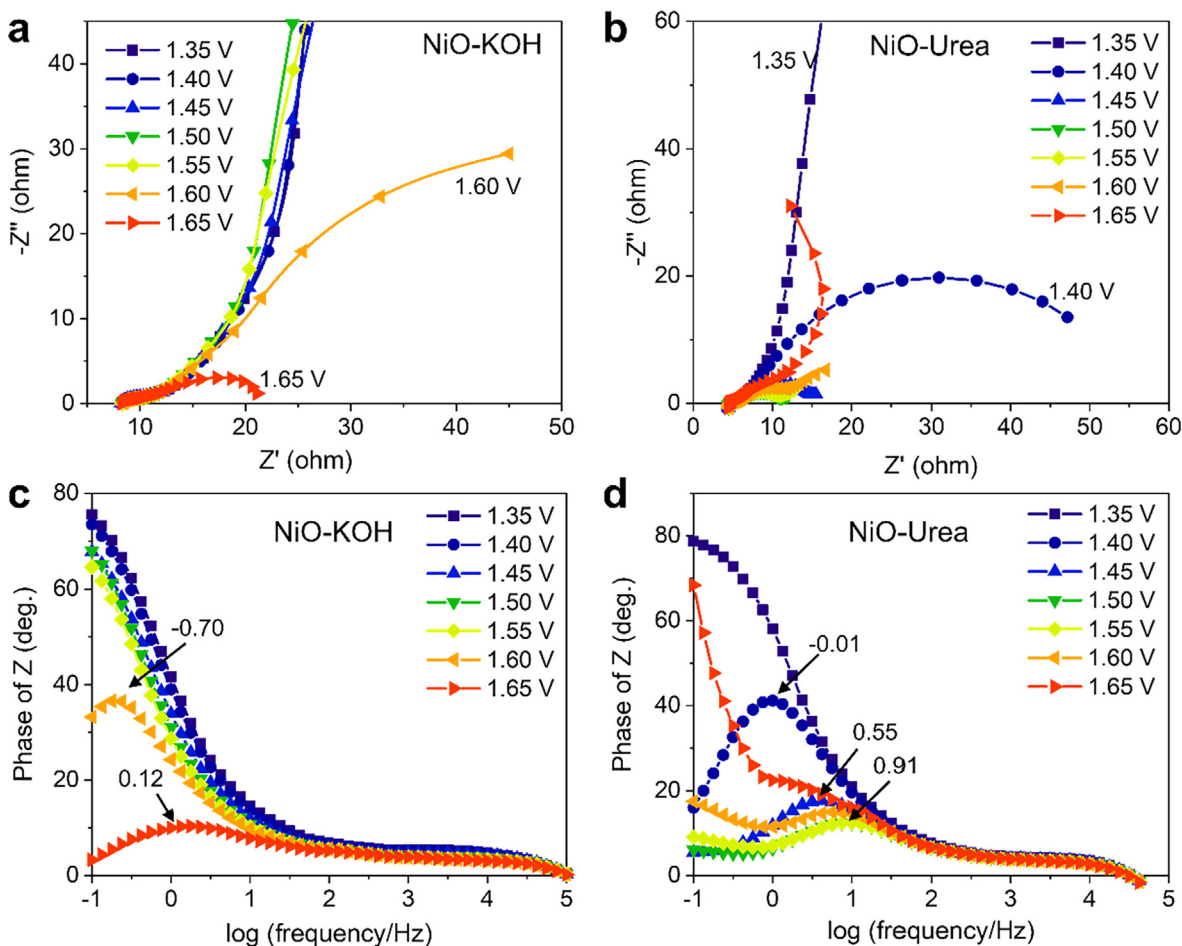 a
NiO-KOH
1.35 V
1.40 V
1.45 V
1.50 V
1.55 V
1.60 V
1.65 V
1.60 V
1.65 V
40
30
20
10
0
-Z'' (ohm)
10
20
30
40
50
Z' (ohm)
b
NiO-Urea
1.35 V
1.35 V
1.40 V
1.45 V
1.50 V
1.55 V
1.60 V
1.65 V
1.40 V
60
40
20
0
-Z'' (ohm)
0
10
20
30
40
50
60
Z' (ohm)
c
NiO-KOH
1.35 V
1.40 V
1.45 V
1.50 V
1.55 V
1.60 V
1.65 V
-0.70
0.12
80
60
40
20
0
Phase of Z (deg.)
-1
0
1
2
3
4
5
log (frequency/Hz)
d
NiO-Urea
1.35 V
1.40 V
1.45 V
1.50 V
1.55 V
1.60 V
1.65 V
-0.01
0.55
0.91
80
60
40
20
0
Phase of Z (deg.)
-1
0
1
2
3
4
5
log (frequency/Hz)